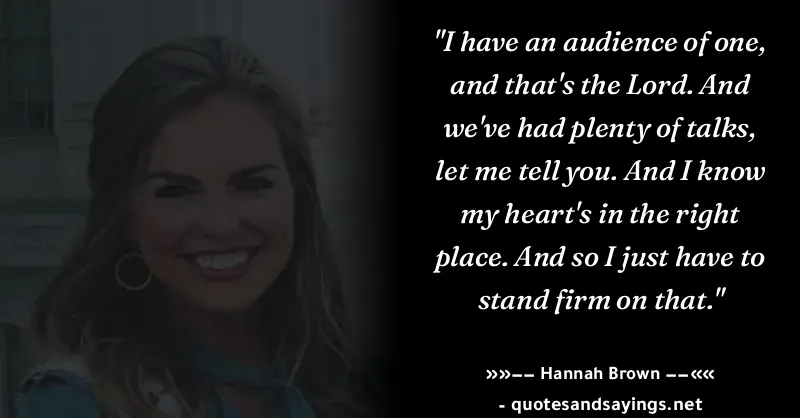 "I have an audience of one,
and that's the Lord. And
we've had plenty of talks,
let me tell you. And I know
my heart's in the right
place. And so I just have to
stand firm on that."
»»−− Hannah Brown −−««
- quotesandsayings.net